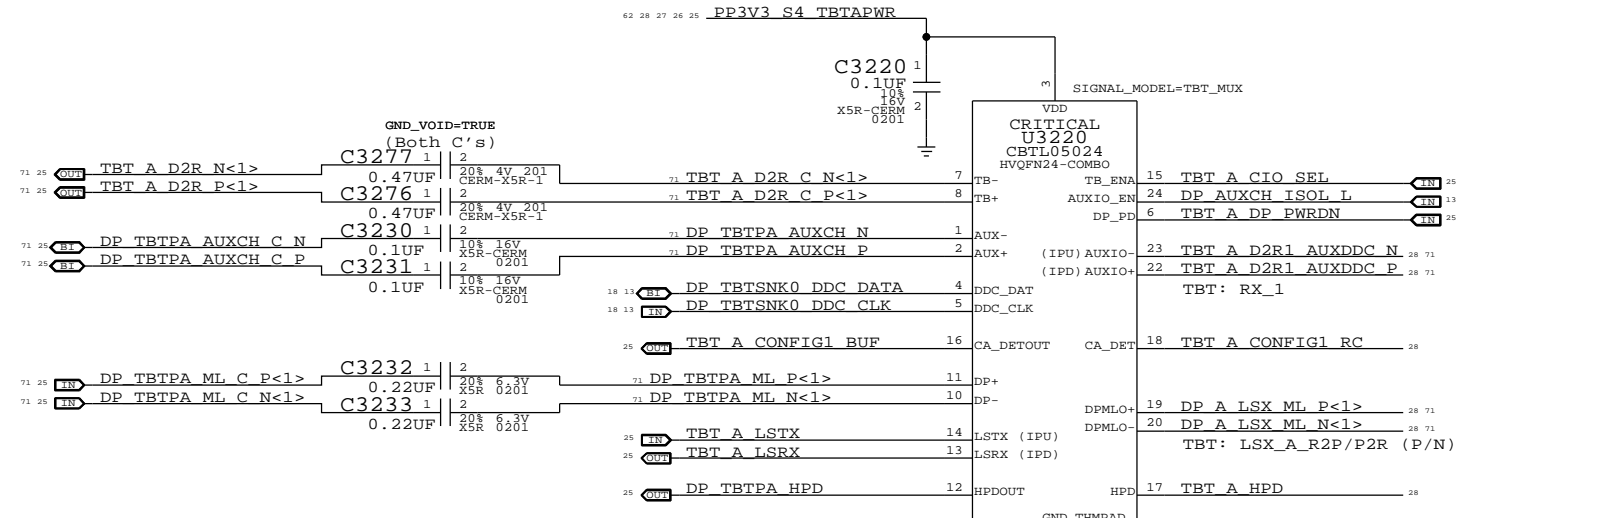 62 28 27 26 25 PP3V3_S4_TBTAPWR
C3220 1
0.1UF
10%
16V
X5R-CERM 2
0201
3
SIGNAL_MODEL=TBT_MUX
VDD
CRITICAL
U3220
CBTL05024
HVQFN24-COMBO
GND_VOID=TRUE
(Both C's)
71 25 OUT TBT_A_D2R_N<1> C3277 1 2 71 TBT_A_D2R_C_N<1> 7 TB-
0.47UF 20% 4V 201
CERM-X5R-1
71 25 OUT TBT_A_D2R_P<1> C3276 1 2 71 TBT_A_D2R_C_P<1> 8 TB+
0.47UF 20% 4V 201
CERM-X5R-1
71 25 BI DP_TBTPA_AUXCH_C_N C3230 1 2 71 DP_TBTPA_AUXCH_N 1 AUX-
0.1UF 10% 16V
X5R-CERM
0201
71 25 BI DP_TBTPA_AUXCH_C_P C3231 1 2 71 DP_TBTPA_AUXCH_P 2 AUX+
0.1UF 10% 16V
X5R-CERM
0201
18 13 BI DP_TBTSNK0_DDC_DATA 4 DDC_DAT
18 13 IN DP_TBTSNK0_DDC_CLK 5 DDC_CLK
25 OUT TBT_A_CONFIG1_BUF 16 CA_DETOUT
71 25 IN DP_TBTPA_ML_C_P<1> C3232 1 2 71 DP_TBTPA_ML_P<1> 11 DP+
0.22UF 20% 6.3V
X5R 0201
71 25 IN DP_TBTPA_ML_C_N<1> C3233 1 2 71 DP_TBTPA_ML_N<1> 10 DP-
0.22UF 20% 6.3V
X5R 0201
25 IN TBT_A_LSTX 14 LSTX (IPU)
25 OUT TBT_A_LSRX 13 LSRX (IPD)
25 OUT DP_TBTPA_HPD 12 HPDOUT
TB_ENA 15 TBT_A_CIO_SEL IN 25
AUXIO_EN 24 DP_AUXCH_ISOL_L IN 13
DP_PD 6 TBT_A_DP_PWRDN IN 25
(IPU) AUXIO- 23 TBT_A_D2R1_AUXDDC_N 28 71
(IPD) AUXIO+ 22 TBT_A_D2R1_AUXDDC_P 28 71
TBT: RX_1
CA_DET 18 TBT_A_CONFIG1_RC 28
DPMLO+ 19 DP_A_LSX_ML_P<1> 28 71
DPMLO- 20 DP_A_LSX_ML_N<1> 28 71
TBT: LSX_A_R2P/P2R (P/N)
HPD 17 TBT_A_HPD 28
GND THMPAD